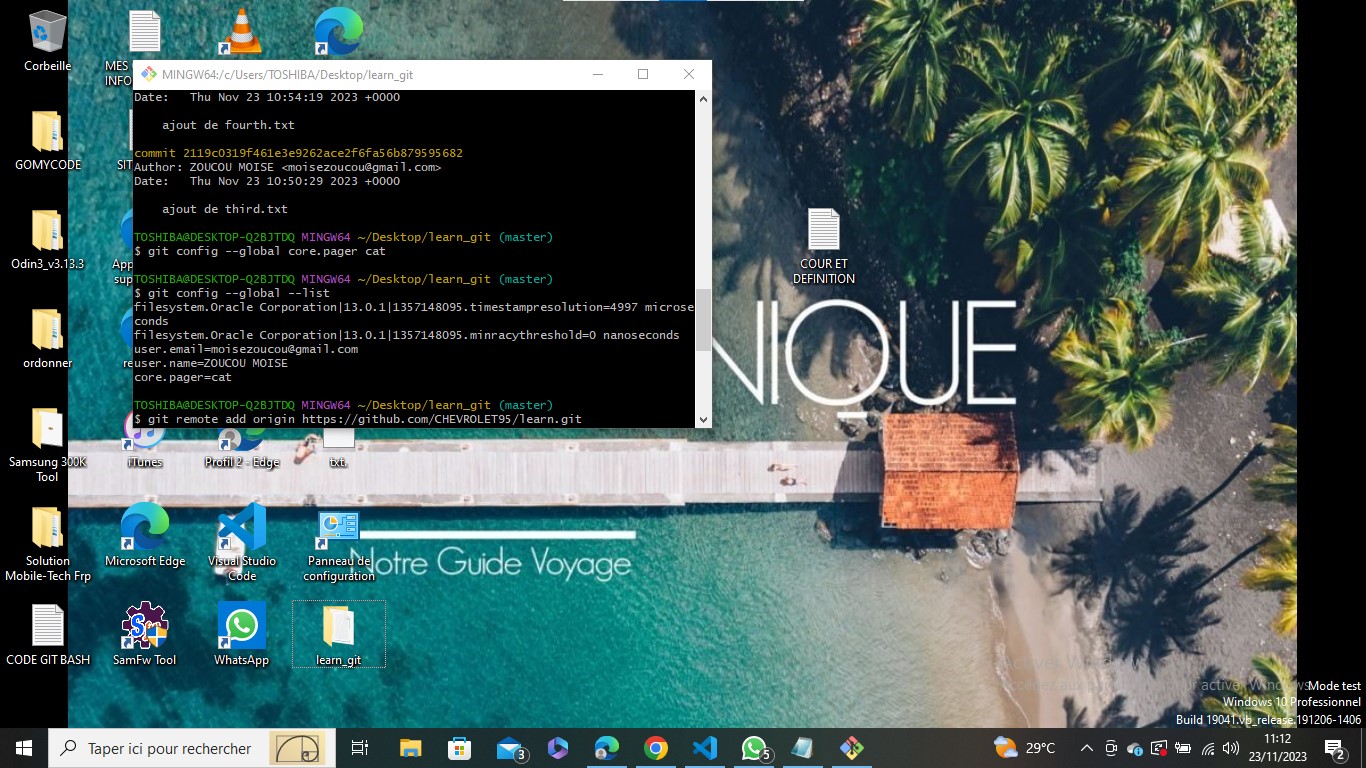 Corbeille
MES
INFO
GOMYCODE
SIT
Odin3_v3.13.3
App
sup
ordonner
re
Samsung 300K
Tool
iTunes
Profil 2 - Edge
txt.
Solution
Mobile-Tech Frp
Microsoft Edge
Visual Studio
Code
Panneau de
configuration
CODE GIT BASH
SamFw Tool
WhatsApp
learn_git
COUR ET
DEFINITION
MINGW64:/c/Users/TOSHIBA/Desktop/learn_git
Date:   Thu Nov 23 10:54:19 2023 +0000
ajout de fourth.txt
commit 2119c0319f461e3e9262ace2f6fa56b879595682
Author: ZOUCOU MOISE <moisezoucou@gmail.com>
Date:   Thu Nov 23 10:50:29 2023 +0000
ajout de third.txt
TOSHIBA@DESKTOP-Q2BJTDQ MINGW64 ~/Desktop/learn_git (master)
$ git config --global core.pager cat
TOSHIBA@DESKTOP-Q2BJTDQ MINGW64 ~/Desktop/learn_git (master)
$ git config --global --list
filesystem.Oracle Corporation|13.0.1|1357148095.timestampresolution=4997 microse
conds
filesystem.Oracle Corporation|13.0.1|1357148095.minracythreshold=0 nanoseconds
user.email=moisezoucou@gmail.com
user.name=ZOUCOU MOISE
core.pager=cat
TOSHIBA@DESKTOP-Q2BJTDQ MINGW64 ~/Desktop/learn_git (master)
$ git remote add origin https://github.com/CHEVROLET95/learn.git
NIQUE
Notre Guide Voyage
Mode test
Windows 10 Professionnel
Build 19041.vb_release.191206-1406
Taper ici pour rechercher
3
5
29°C
11:12
23/11/2023
2